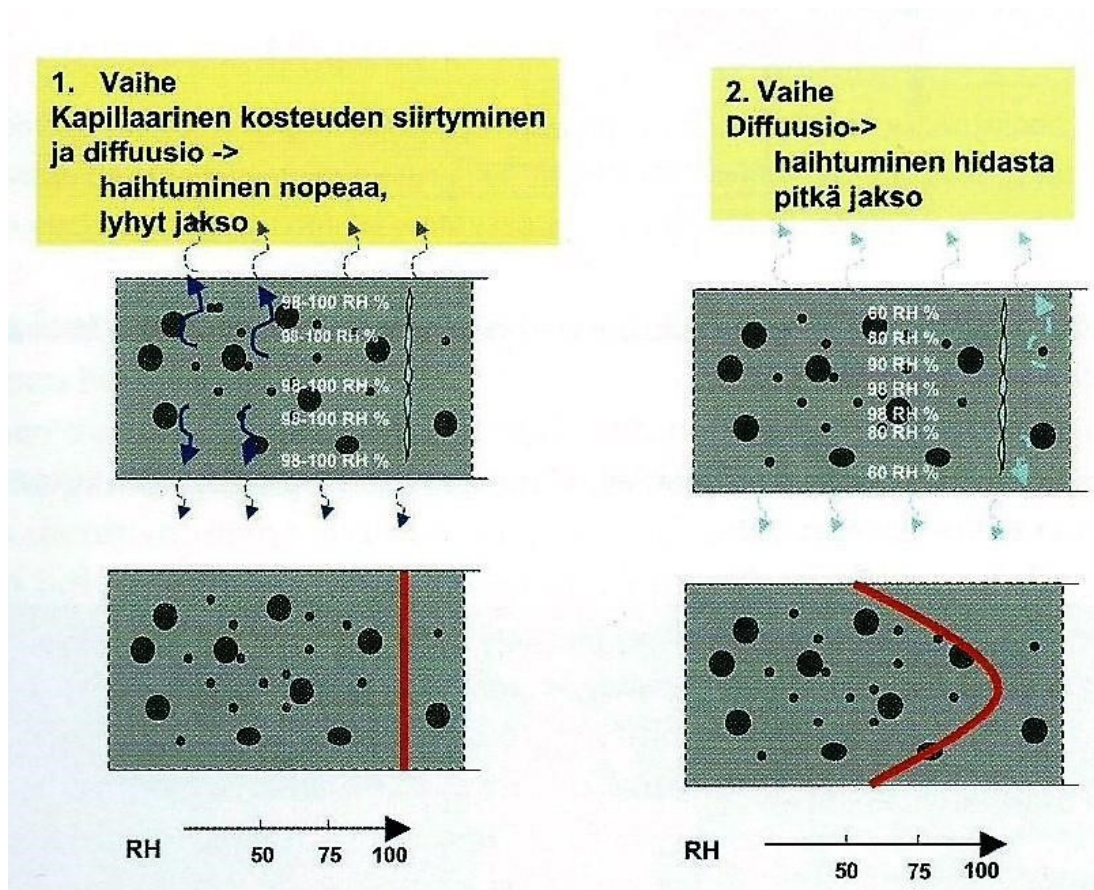 1. Vaihe
Kapillaarinen kosteuden siirtyminen
ja diffuusio ->
haihtuminen nopeaa,
lyhyt jakso
98-100 RH %
98-100 RH %
98-100 RH %
98-100 RH %
98-100 RH %
RH
50 75 100
2. Vaihe
Diffuusio->
haihtuminen hidasta
pitkä jakso
60 RH %
80 RH %
90 RH %
98 RH %
98 RH %
80 RH %
60 RH %
RH
50 75 100